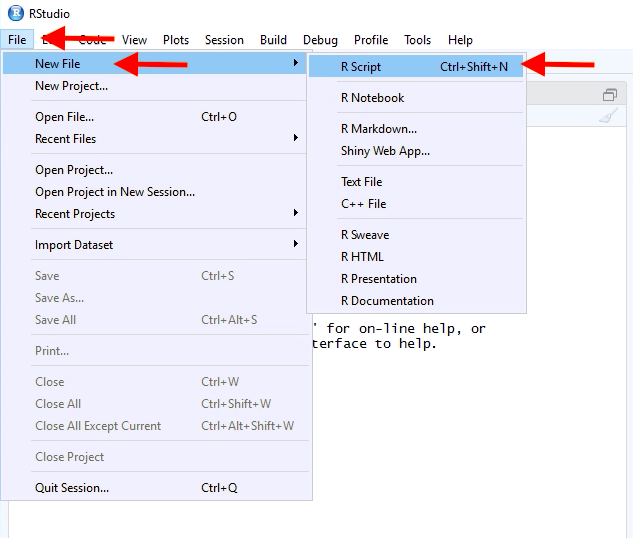 RStudio
File Code View Plots Session Build Debug Profile Tools Help
New File
New Project...
Open File... Ctrl+O
Recent Files
Open Project...
Open Project in New Session...
Recent Projects
Import Dataset
Save Ctrl+S
Save As...
Save All Ctrl+Alt+S
Print...
Close Ctrl+W
Close All Ctrl+Shift+W
Close All Except Current Ctrl+Alt+Shift+W
Close Project
Quit Session... Ctrl+Q
R Script Ctrl+Shift+N
R Notebook
R Markdown...
Shiny Web App...
Text File
C++ File
R Sweave
R HTML
R Presentation
R Documentation
' for on-line help, or
terface to help.